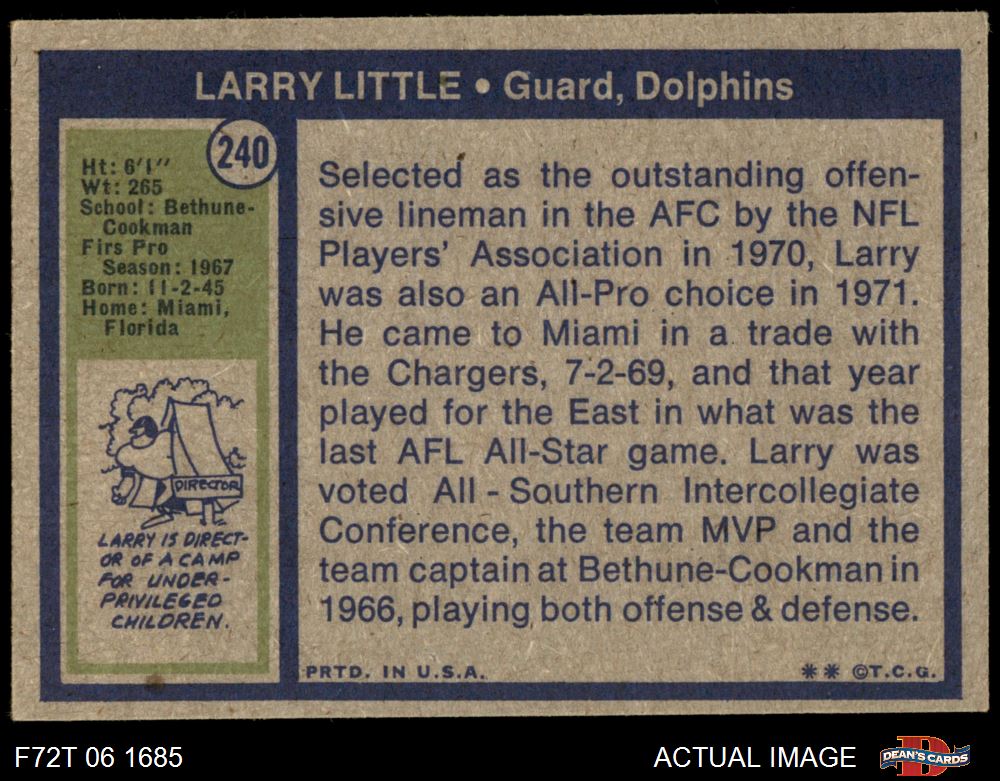 LARRY LITTLE • Guard, Dolphins
240
Ht: 6'1''
Wt: 265
School: Bethune-
Cookman
Firs Pro
Season: 1967
Born: 11-2-45
Home: Miami,
Florida
DIRECTOR
LARRY IS DIRECT-
OR OF A CAMP
FOR UNDER-
PRIVILEGED
CHILDREN.
Selected as the outstanding offen-
sive lineman in the AFC by the NFL
Players' Association in 1970, Larry
was also an All-Pro choice in 1971.
He came to Miami in a trade with
the Chargers, 7-2-69, and that year
played for the East in what was the
last AFL All-Star game. Larry was
voted All - Southern Intercollegiate
Conference, the team MVP and the
team captain at Bethune-Cookman in
1966, playing both offense & defense.
PRTD. IN U.S.A.
** ©T.C.G.
F72T 06 1685
ACTUAL IMAGE
DEAN'S CARDS